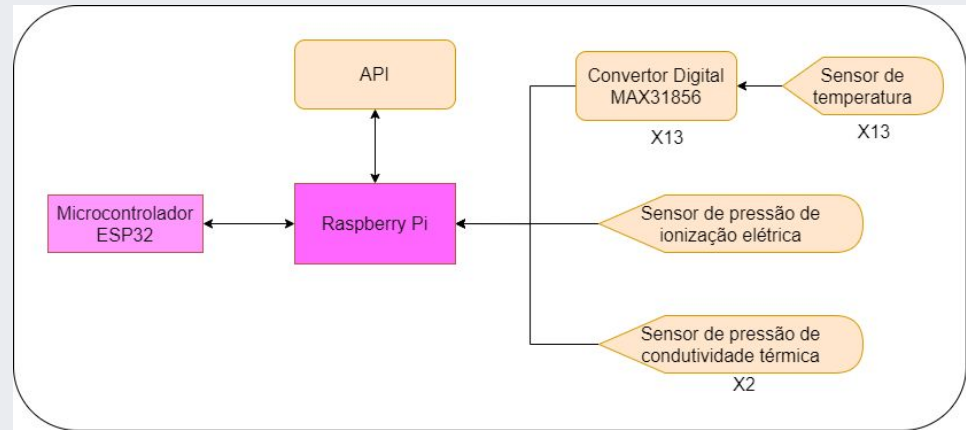 API
Convertor Digital
MAX31856
X13
Sensor de
temperatura
X13
Microcontrolador
ESP32
Raspberry Pi
Sensor de pressão de
ionização elétrica
Sensor de pressão de
condutividade térmica
X2